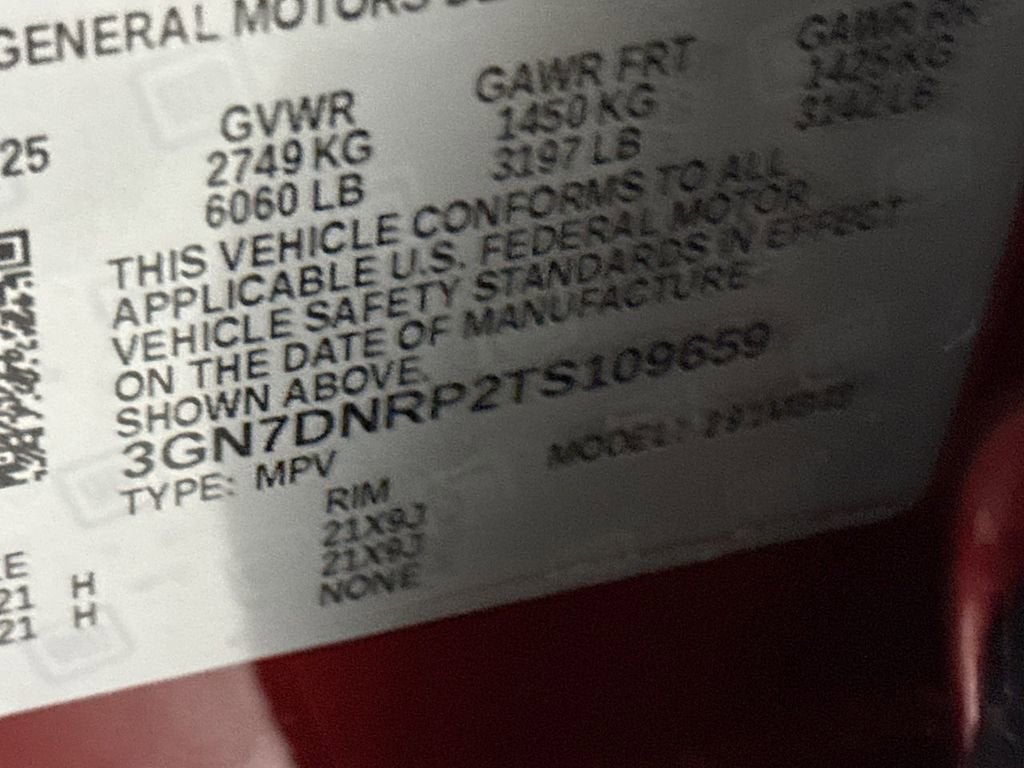 GENERAL MOTORS
25
GVWR GAWR FRT GAWR RR
2749 KG 1450 KG 1425 KG
6060 LB 3197 LB 3142 LB
THIS VEHICLE CONFORMS TO ALL
APPLICABLE U.S. FEDERAL MOTOR
VEHICLE SAFETY STANDARDS IN EFFECT
ON THE DATE OF MANUFACTURE
SHOWN ABOVE.
3GN7DNRP2TS109659
TYPE: MPV MODEL:
RIM
21 H 21X9J
21 H 21X9J
NONE